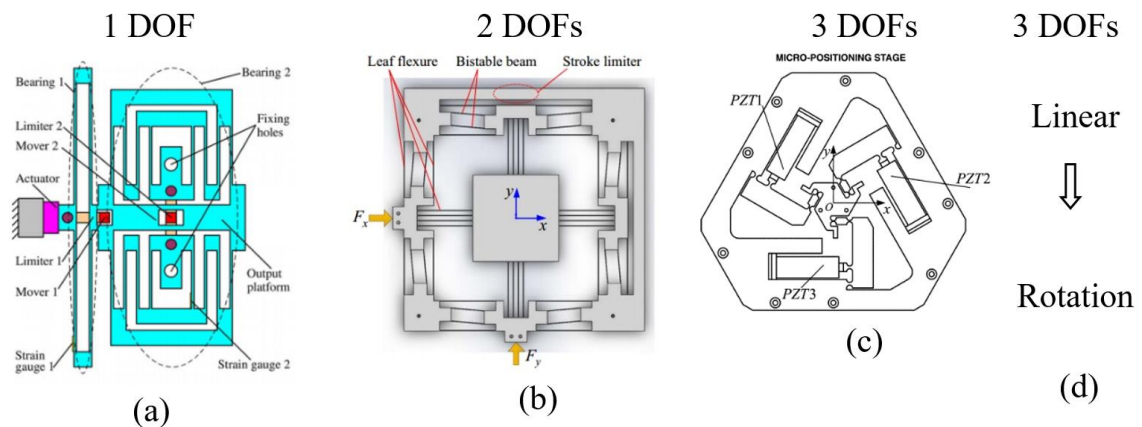 1 DOF
2 DOFs
3 DOFs
3 DOFs
Bearing 1
Bearing 2
Limiter 2
Mover 2
Fixing
holes
Actuator
Limiter 1
Mover 1
Output
platform
Strain
gauge 1
Strain gauge 2
(a)
Leaf flexure
Bistable beam
Stroke limiter
y
x
Fx
Fy
(b)
MICRO-POSITIONING STAGE
PZT1
y
PZT2
O
x
PZT3
(c)
Linear
⇩
Rotation
(d)